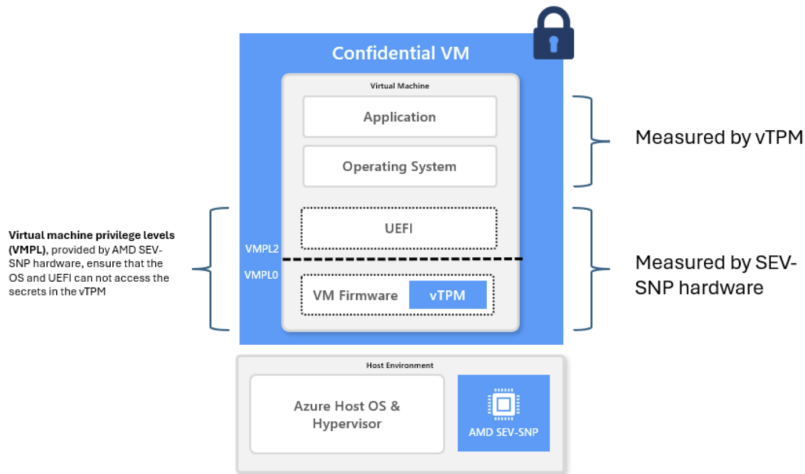 Confidential VM
Virtual Machine
Application
Operating System
Measured by vTPM
Virtual machine privilege levels
(VMPL), provided by AMD SEV-
SNP hardware, ensure that the
OS and UEFI can not access the
secrets in the vTPM
UEFI
VMPL2
VMPL0
VM Firmware
vTPM
Measured by SEV-
SNP hardware
Host Environment
Azure Host OS &
Hypervisor
AMD SEV-SNP